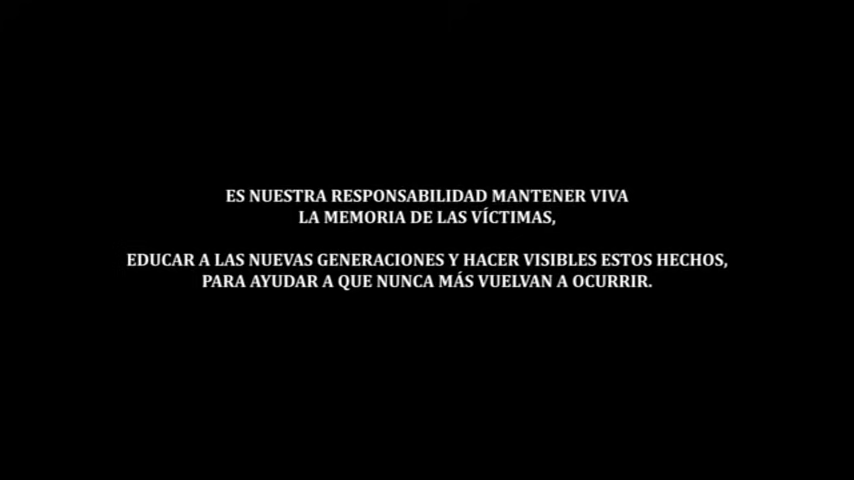 ES NUESTRA RESPONSABILIDAD MANTENER VIVA
LA MEMORIA DE LAS VÍCTIMAS,
EDUCAR A LAS NUEVAS GENERACIONES Y HACER VISIBLES ESTOS HECHOS,
PARA AYUDAR A QUE NUNCA MÁS VUELVAN A OCURRIR.